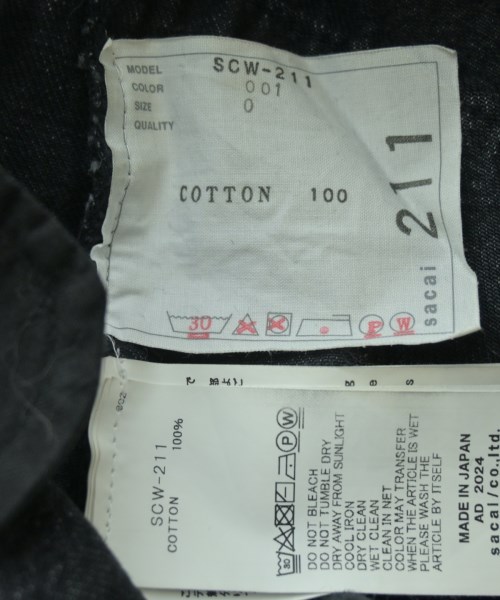 MODEL SCW-211
COLOR 001
SIZE 0
QUALITY
COTTON 100
sacai 211
30
P
W
SCW-211
COTTON 100%
30
P
W
DO NOT BLEACH
DO NOT TUMBLE DRY
DRY AWAY FROM SUNLIGHT
COOL IRON
DRY CLEAN
WET CLEAN
CLEAN IN NET
COLOR MAY TRANSFER
WHEN THE ARTICLE IS WET
PLEASE WASH THE
ARTICLE BY ITSELF
MADE IN JAPAN
AD 2024
sacai/co.,ltd.